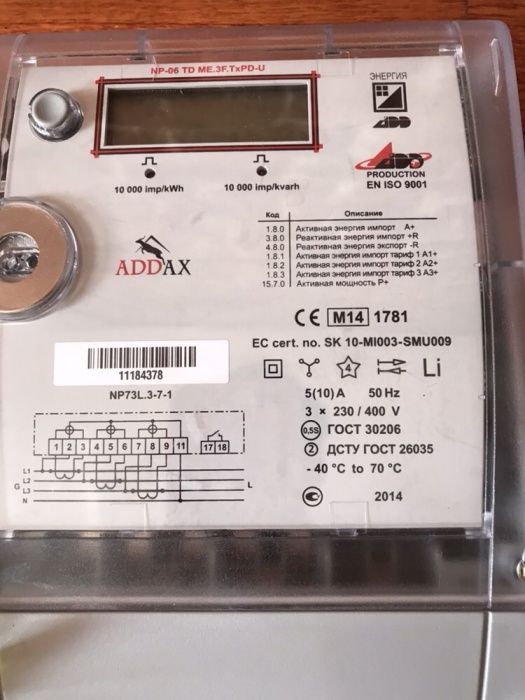 NP-06 TD ME.3F.TxPD-U
ЭНЕРГИЯ
ADD
10 000 imp/kWh
10 000 imp/kvarh
ADD
PRODUCTION
EN ISO 9001
Код Описание
1.8.0 Активная энергия импорт A+
3.8.0 Реактивная энергия импорт +R
4.8.0 Реактивная энергия экспорт -R
1.8.1 Активная энергия импорт тариф 1 A1+
1.8.2 Активная энергия импорт тариф 2 A2+
1.8.3 Активная энергия импорт тариф 3 A3+
15.7.0 Активная мощность P+
ADDAX
CE M14 1781
EC cert. no. SK 10-MI003-SMU009
4 Li
11184378
NP73L.3-7-1
5(10) A 50 Hz
3 × 230 / 400 V
0,5S ГОСТ 30206
2 ДСТУ ГОСТ 26035
- 40 °C to 70 °C
2014
1 2 3 4 5 6 7 8 9 11 17 18
L1
L2
G L3 L
N